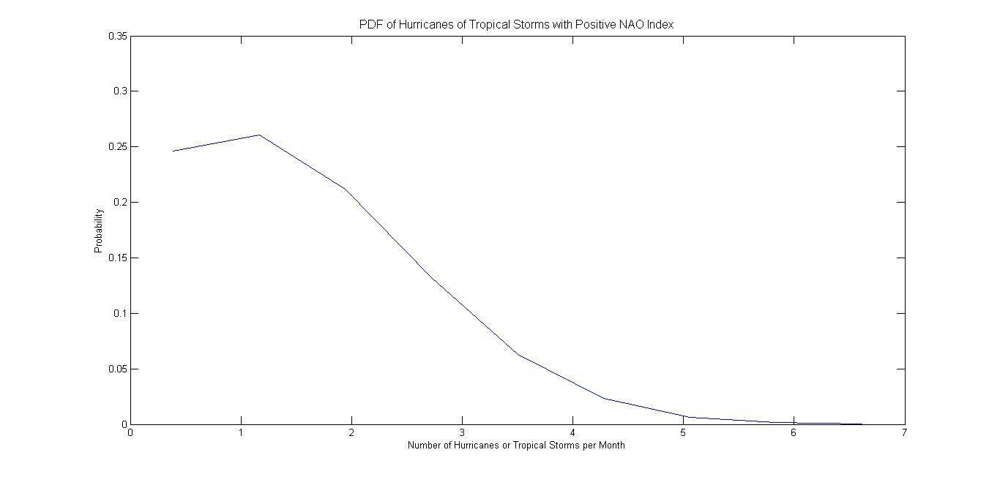 PDF of Hurricanes of Tropical Storms with Positive NAO Index
0.35
0.3
0.25
0.2
0.15
0.1
0.05
0
Probability
0 1 2 3 4 5 6 7
Number of Hurricanes or Tropical Storms per Month